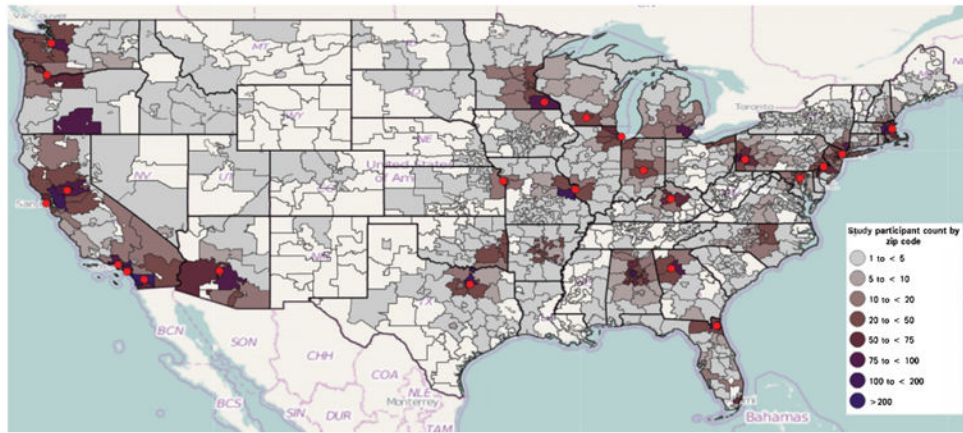 Vancouver
MT
WY
NE
NV
UT
United States
of Am
TX
Toronto
Bahamas
BCN
SON
CHH
COA
BCS
SIN
DUR
NLE
Monterrey
TAM
Study participant count by
zip code
1 to < 5
5 to < 10
10 to < 20
20 to < 50
50 to < 75
75 to < 100
100 to < 200
>200